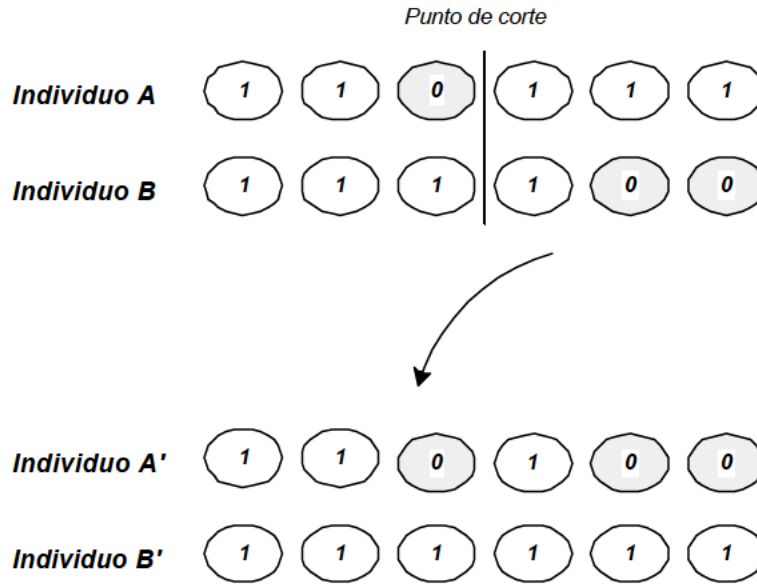 Punto de corte
Individuo A 1 1 0 1 1 1
Individuo B 1 1 1 1 0 0
Individuo A' 1 1 0 1 0 0
Individuo B' 1 1 1 1 1 1